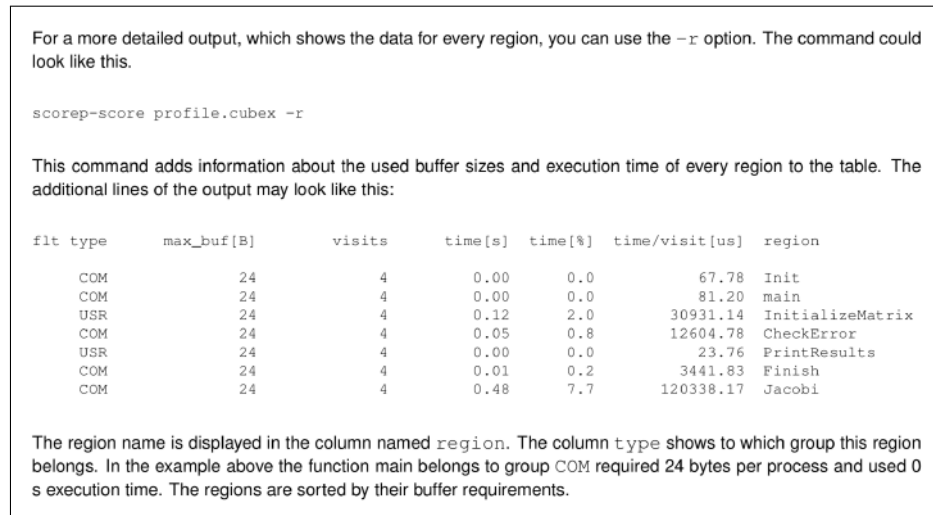 For a more detailed output, which shows the data for every region, you can use the -r option. The command could
look like this.
scorep-score profile.cubex -r
This command adds information about the used buffer sizes and execution time of every region to the table. The
additional lines of the output may look like this:
flt type max_buf[B] visits time[s] time[%] time/visit[us] region
COM 24 4 0.00 0.0 67.78 Init
COM 24 4 0.00 0.0 81.20 main
USR 24 4 0.12 2.0 30931.14 InitializeMatrix
COM 24 4 0.05 0.8 12604.78 CheckError
USR 24 4 0.00 0.0 23.76 PrintResults
COM 24 4 0.01 0.2 3441.83 Finish
COM 24 4 0.48 7.7 120338.17 Jacobi
The region name is displayed in the column named region. The column type shows to which group this region
belongs. In the example above the function main belongs to group COM required 24 bytes per process and used 0
s execution time. The regions are sorted by their buffer requirements.